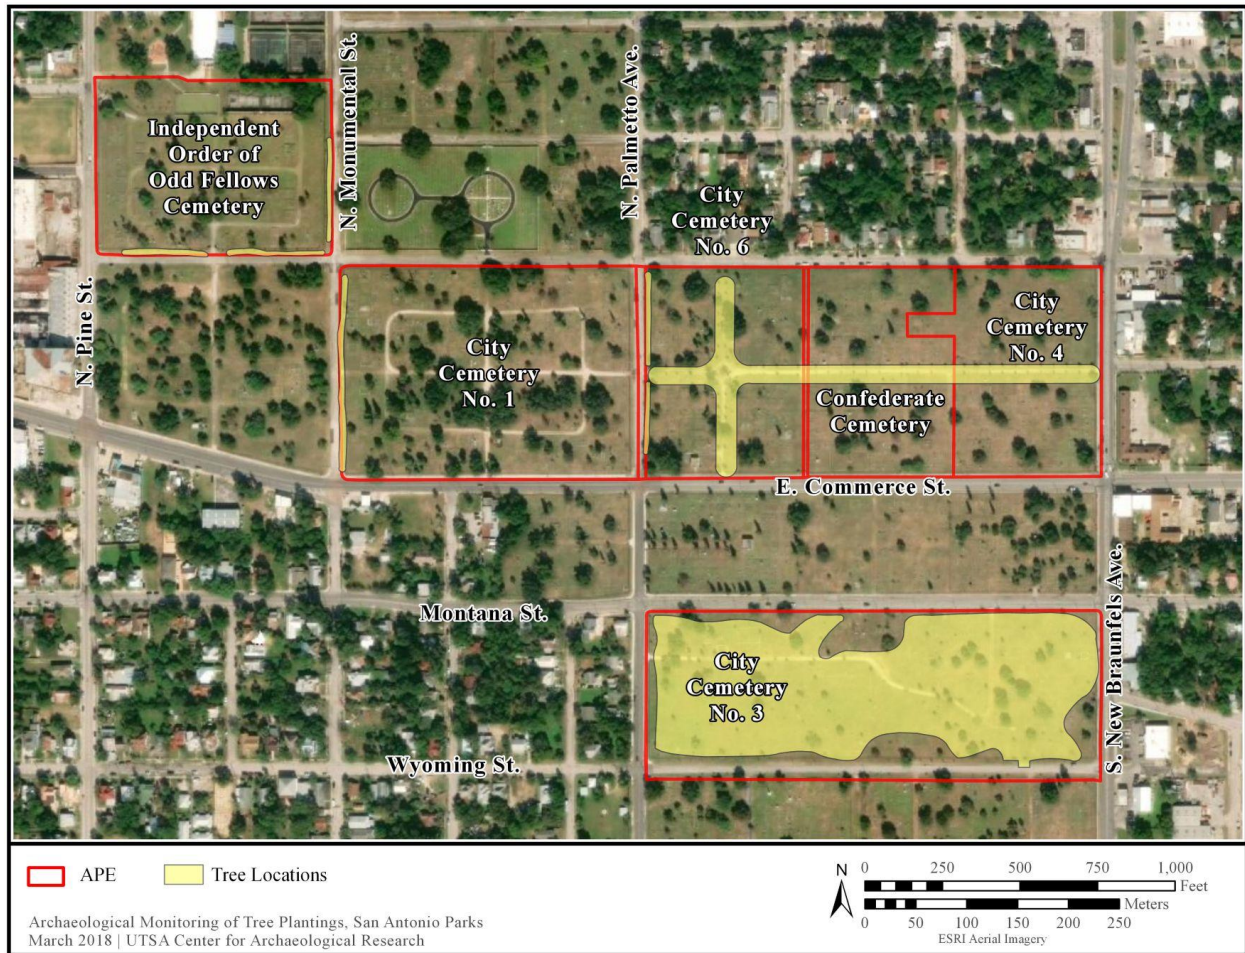 N. Monumental St.
N. Palmetto Ave.
Independent
Order of
Odd Fellows
Cemetery
City
Cemetery
No. 6
N. Pine St.
City
Cemetery
No. 1
City
Cemetery
No. 4
Confederate
Cemetery
E. Commerce St.
Montana St.
S. New Braunfels Ave.
City
Cemetery
No. 3
Wyoming St.
APE
Tree Locations
N
0 250 500 750 1,000
Feet
Meters
0 50 100 150 200 250
ESRI Aerial Imagery
Archaeological Monitoring of Tree Plantings, San Antonio Parks
March 2018 | UTSA Center for Archaeological Research